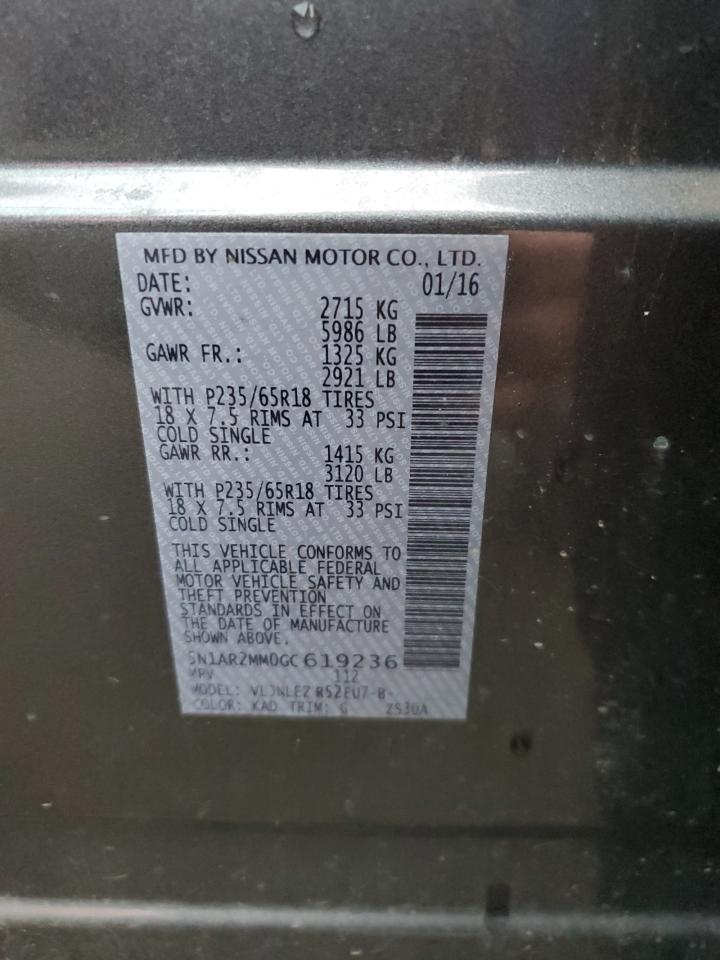 MFD BY NISSAN MOTOR CO., LTD.
DATE: 01/16
GVWR: 2715 KG
5986 LB
GAWR FR.: 1325 KG
2921 LB
WITH P235/65R18 TIRES
18 X 7.5 RIMS AT 33 PSI
COLD SINGLE
GAWR RR.: 1415 KG
3120 LB
WITH P235/65R18 TIRES
18 X 7.5 RIMS AT 33 PSI
COLD SINGLE
THIS VEHICLE CONFORMS TO
ALL APPLICABLE FEDERAL
MOTOR VEHICLE SAFETY AND
THEFT PREVENTION
STANDARDS IN EFFECT ON
THE DATE OF MANUFACTURE
SHOWN ABOVE.
5N1AR2MM0GC619236
MPV 112
MODEL:
COLOR: KAD TRIM: G